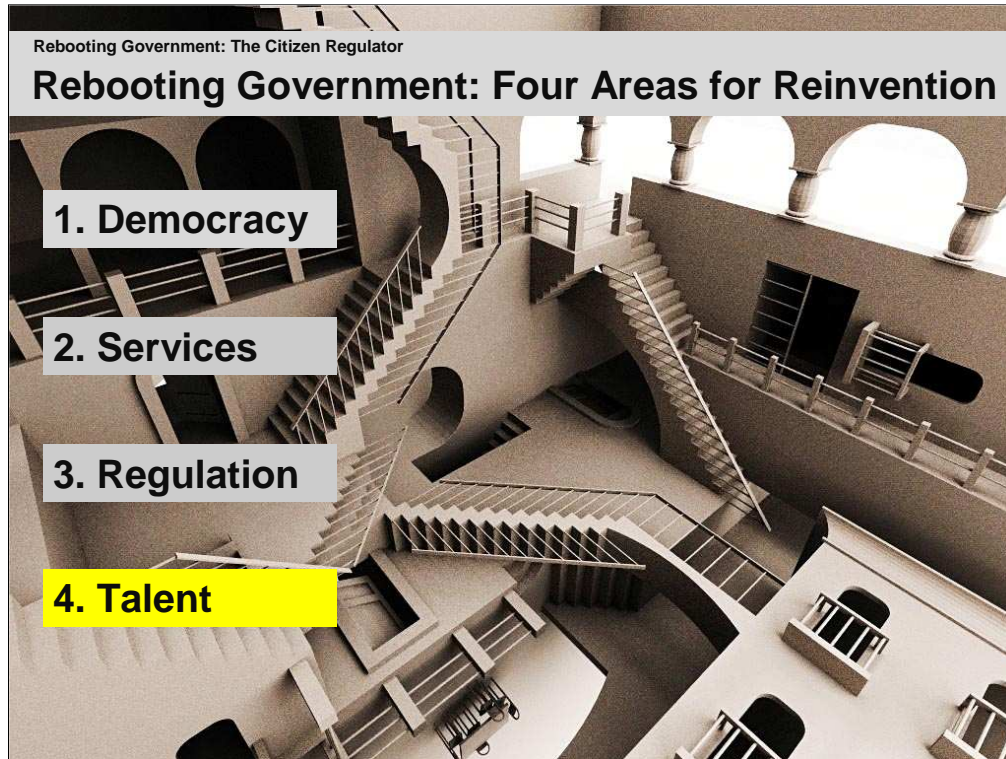 Rebooting Government: The Citizen Regulator
Rebooting Government: Four Areas for Reinvention
1. Democracy
2. Services
3. Regulation
4. Talent